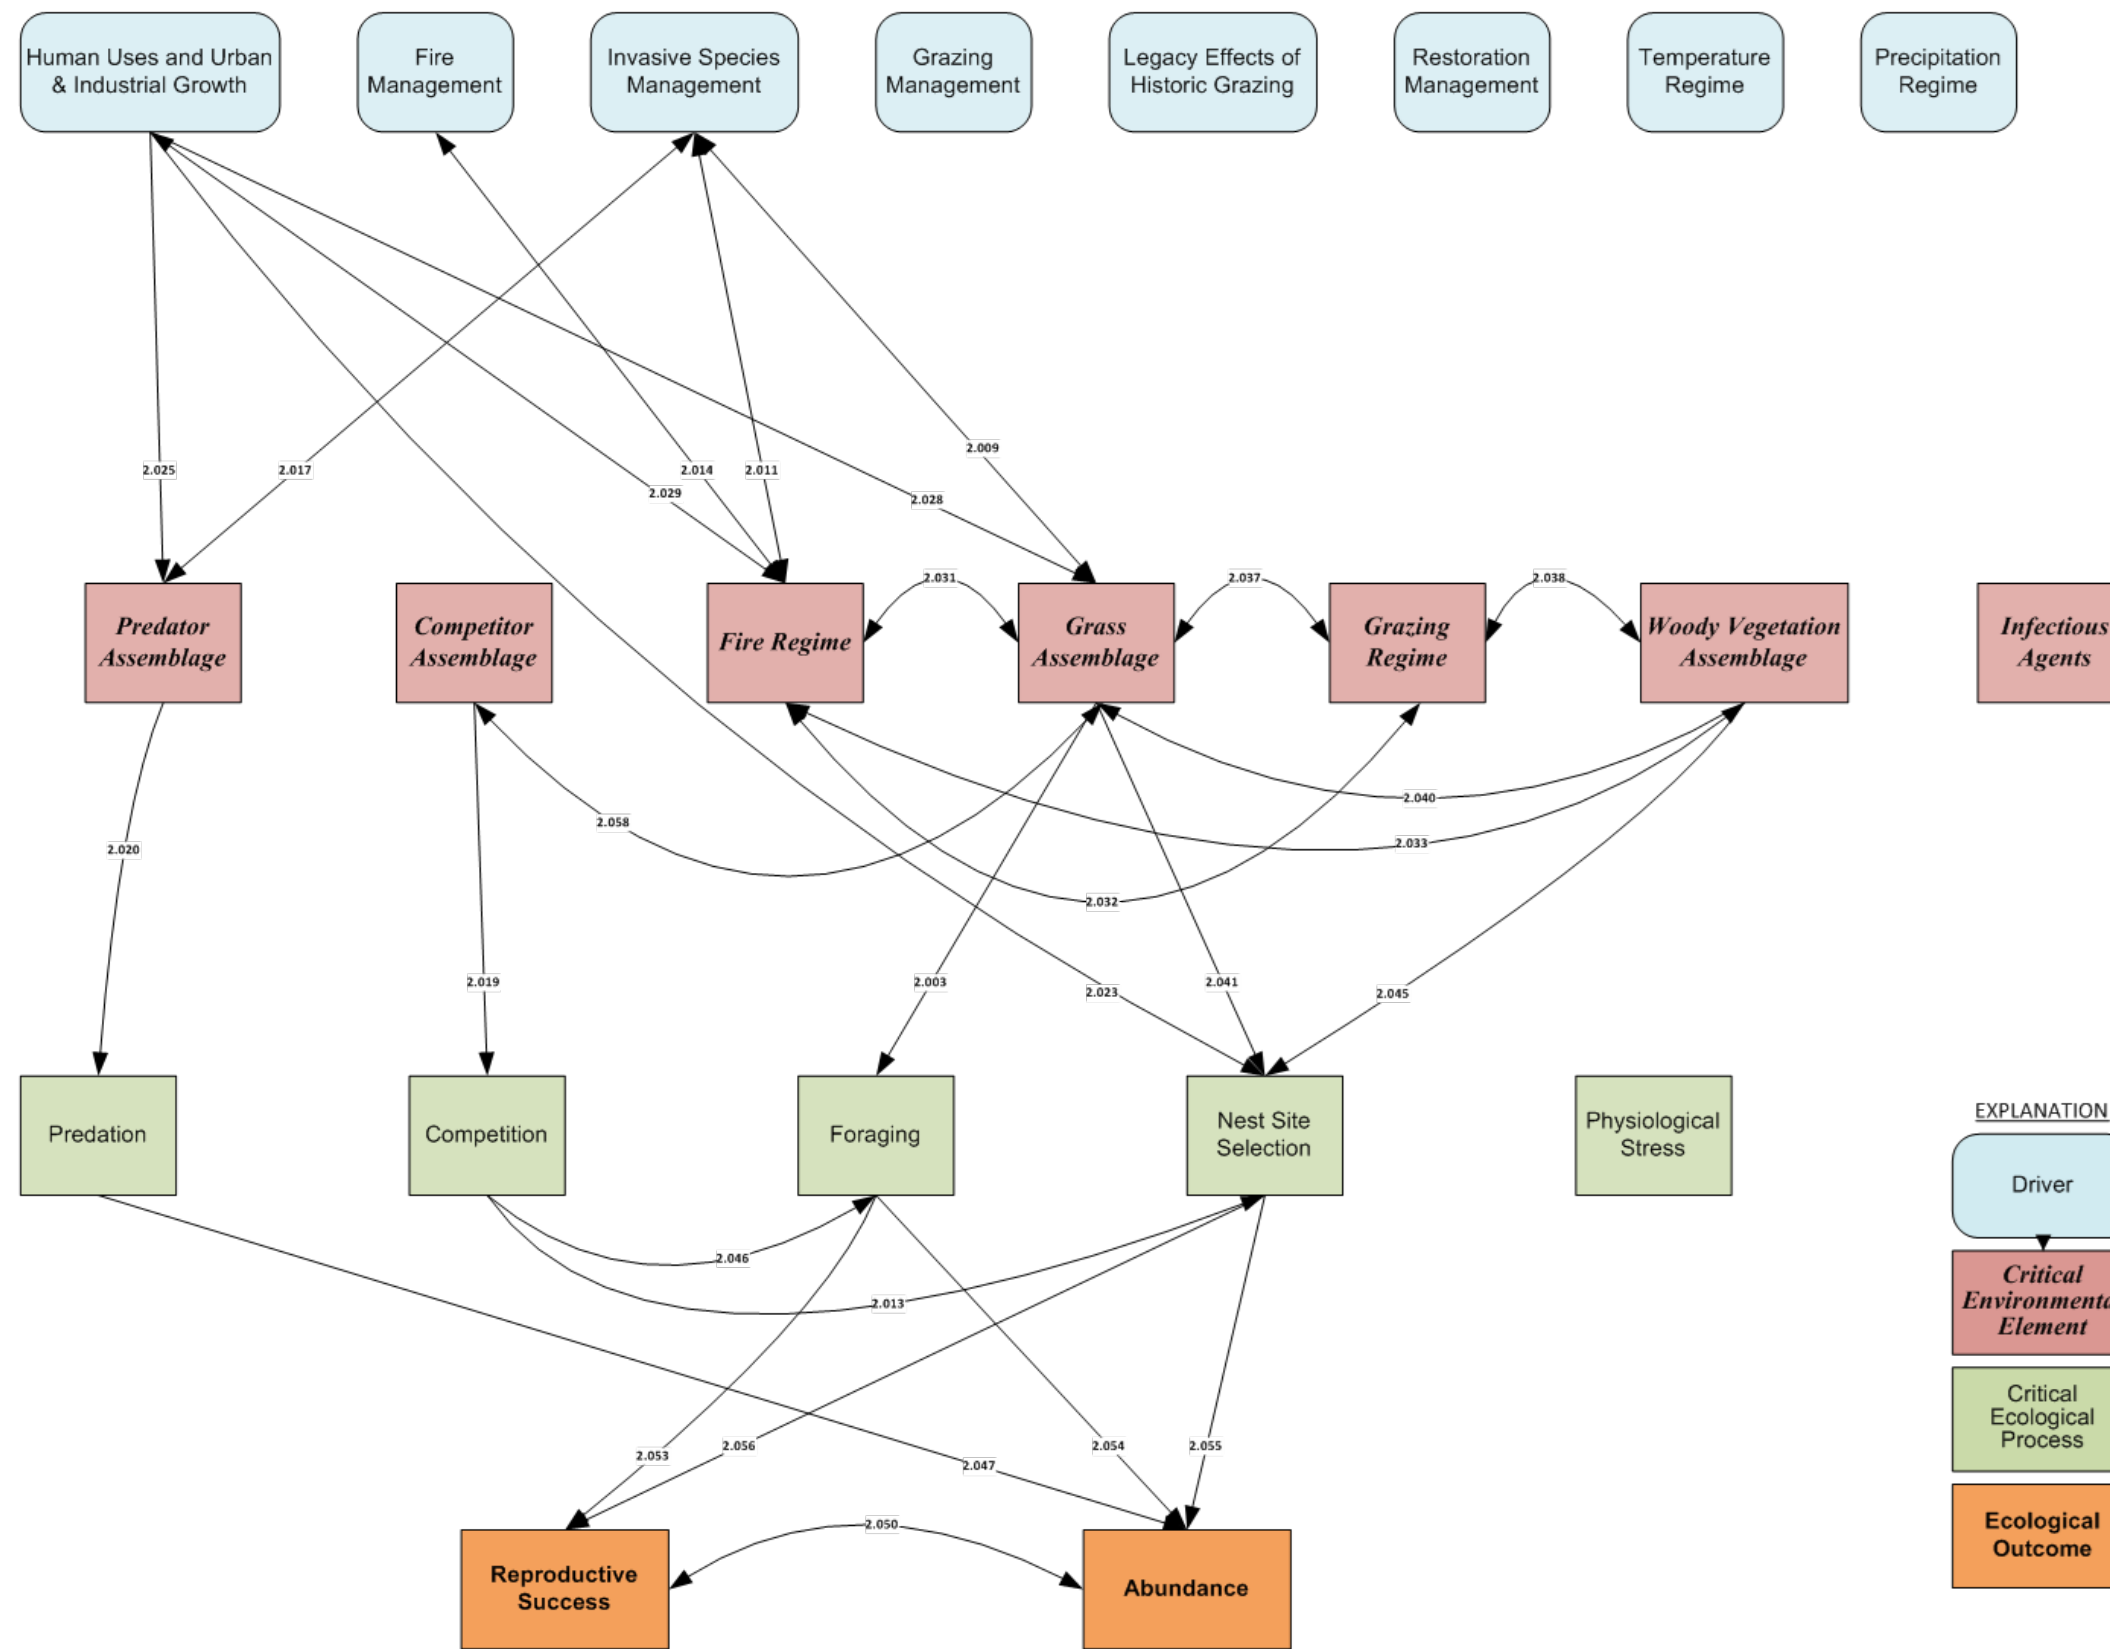 Human Uses and Urban
& Industrial Growth
Fire
Management
Invasive Species
Management
Grazing
Management
Legacy Effects of
Historic Grazing
Restoration
Management
Temperature
Regime
Precipitation
Regime
2.009
2.025
2.017
2.014
2.011
2.029
2.028
2.031
2.037
2.038
Predator
Assemblage
Competitor
Assemblage
Fire Regime
Grass
Assemblage
Grazing
Regime
Woody Vegetation
Assemblage
Infectious
Agents
2.040
2.058
2.033
2.020
2.032
2.019
2.003
2.041
2.023
2.045
Predation
Competition
Foraging
Nest Site
Selection
Physiological
Stress
2.046
2.013
2.056
2.054
2.055
2.053
2.047
2.050
Reproductive
Success
Abundance
EXPLANATION
Driver
Critical
Environmenta
Element
Critical
Ecological
Process
Ecological
Outcome